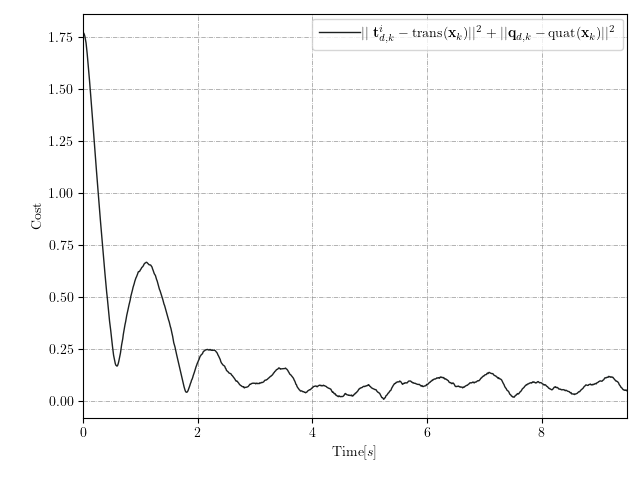 || t^i_{d,k} − trans(x_k)||^2 + ||q_{d,k} − quat(x_k)||^2
1.75
1.50
1.25
1.00
0.75
0.50
0.25
0.00
Cost
0 2 4 6 8
Time[s]